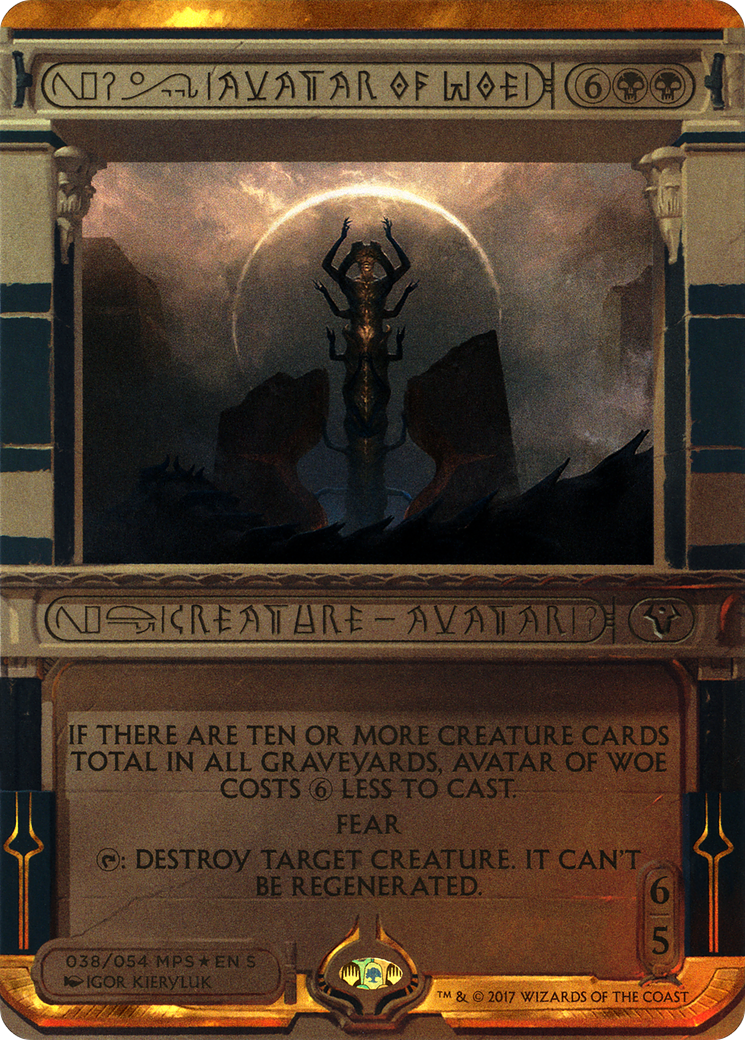 AVATAR OF WOE 6
CREATURE — AVATAR
IF THERE ARE TEN OR MORE CREATURE CARDS
TOTAL IN ALL GRAVEYARDS, AVATAR OF WOE
COSTS 6 LESS TO CAST.
FEAR
: DESTROY TARGET CREATURE. IT CAN'T
BE REGENERATED.
6
5
038/054 MPS★EN S
IGOR KIERYLUK
™ & © 2017 WIZARDS OF THE COAST